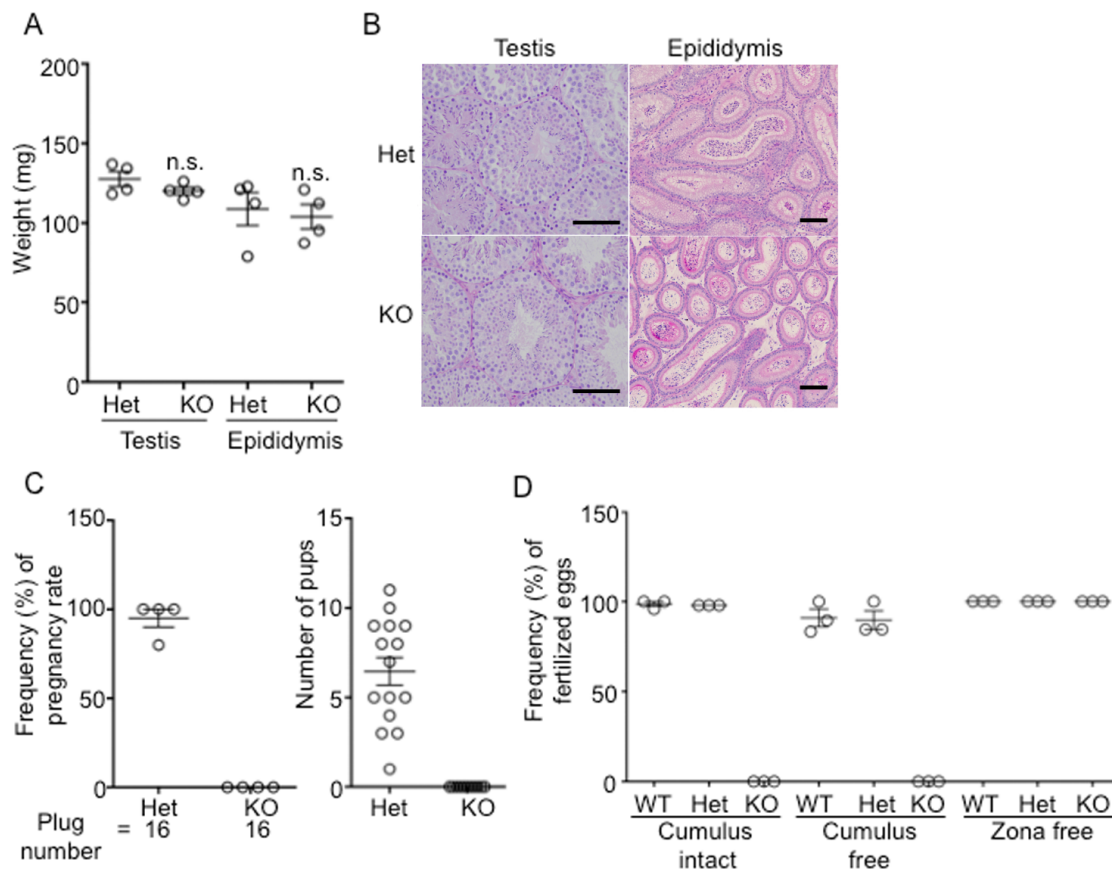 A
Weight (mg)
200
150
100
50
0
n.s.
n.s.
Het KO Het KO
Testis Epididymis
B
Testis Epididymis
Het
KO
C
Frequency (%) of
pregnancy rate
150
100
50
0
Het KO
Plug
number
= 16 16
Number of pups
15
10
5
0
Het KO
D
Frequency (%) of
fertilized eggs
150
100
50
0
WT Het KO WT Het KO WT Het KO
Cumulus
intact
Cumulus
free
Zona free